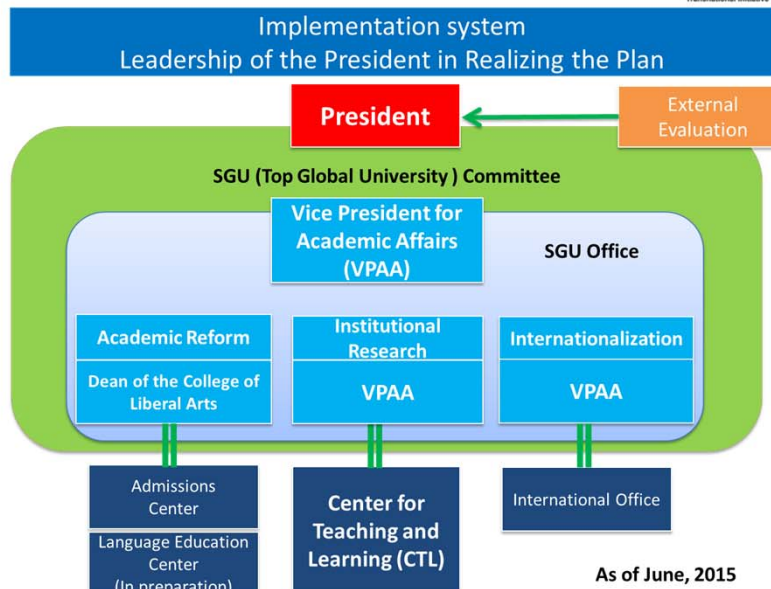 Implementation system
Leadership of the President in Realizing the Plan
President
External
Evaluation
SGU (Top Global University ) Committee
Vice President for
Academic Affairs
(VPAA)
SGU Office
Academic Reform
Dean of the College of
Liberal Arts
Institutional
Research
VPAA
Internationalization
VPAA
Admissions
Center
Language Education
Center
(In preparation)
Center for
Teaching and
Learning (CTL)
International Office
As of June, 2015